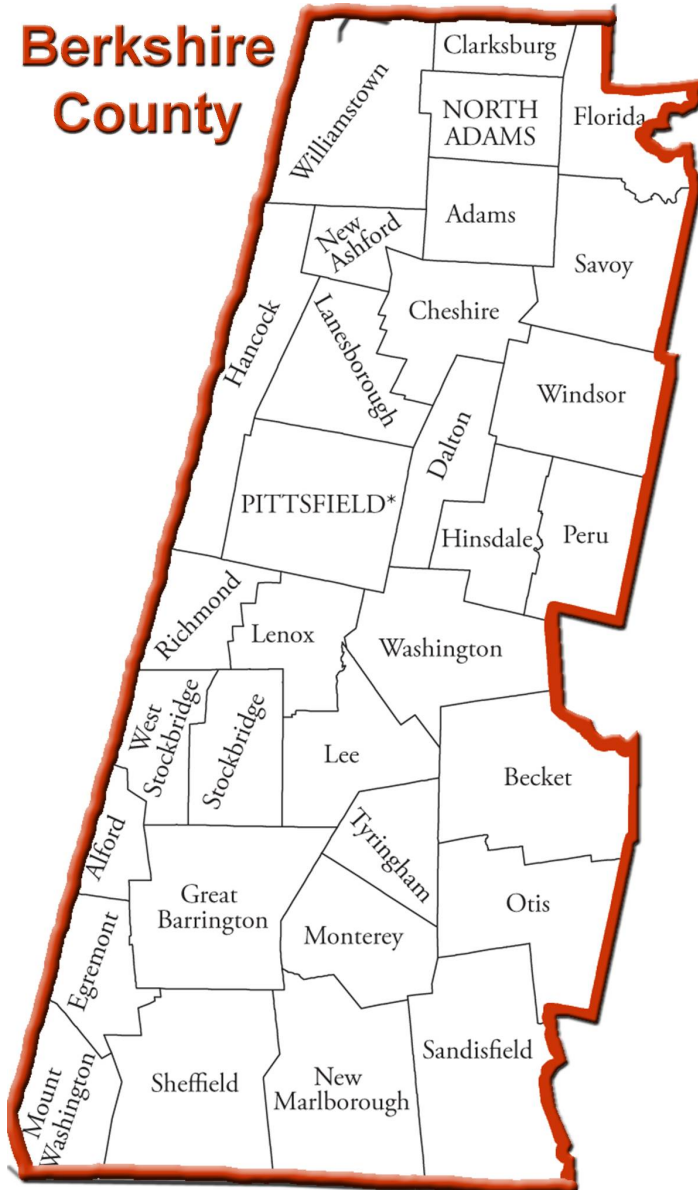 Berkshire
County
Clarksburg
Williamstown
NORTH
ADAMS
Florida
Adams
New
Ashford
Savoy
Hancock
Lanesborough
Cheshire
Windsor
Dalton
PITTSFIELD*
Hinsdale
Peru
Richmond
Lenox
Washington
West
Stockbridge
Stockbridge
Lee
Becket
Alford
Tyringham
Great
Barrington
Otis
Monterey
Egremont
Mount
Washington
Sheffield
New
Marlborough
Sandisfield